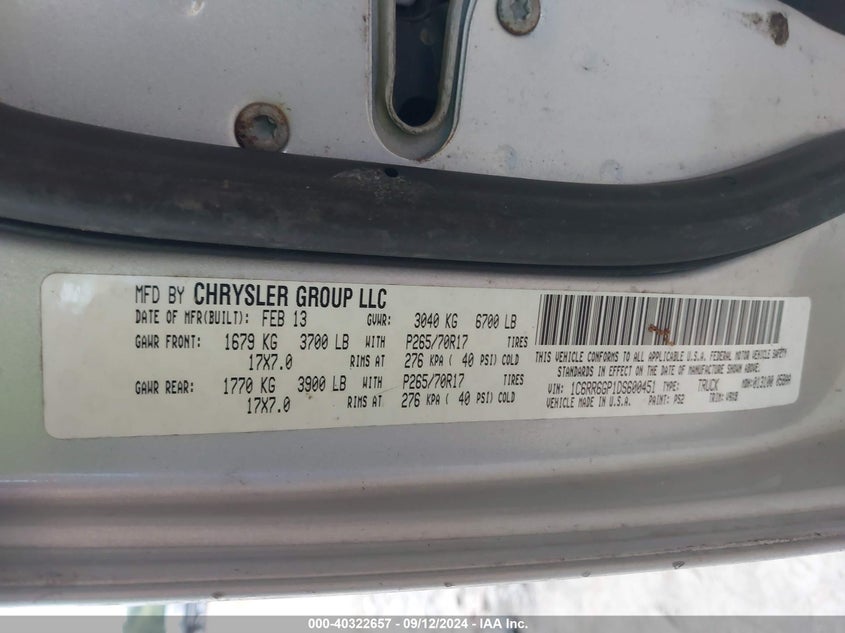 MFD BY CHRYSLER GROUP LLC
DATE OF MFR(BUILT): FEB 13 GVWR: 3040 KG 6700 LB
GAWR FRONT: 1679 KG 3700 LB WITH P265/70R17 TIRES
17X7.0 RIMS AT 276 KPA ( 40 PSI) COLD
GAWR REAR: 1770 KG 3900 LB WITH P265/70R17 TIRES
17X7.0 RIMS AT 276 KPA ( 40 PSI) COLD
THIS VEHICLE CONFORMS TO ALL APPLICABLE U.S.A. FEDERAL MOTOR VEHICLE SAFETY
STANDARDS IN EFFECT ON THE DATE OF MANUFACTURE SHOWN ABOVE.
VIN: 1C6RR6GP1DS600451 TYPE: TRUCK MDH: 013100
VEHICLE MADE IN U.S.A. PAINT: PS2 TRIM:
000-40322657 - 09/12/2024 - IAA Inc.